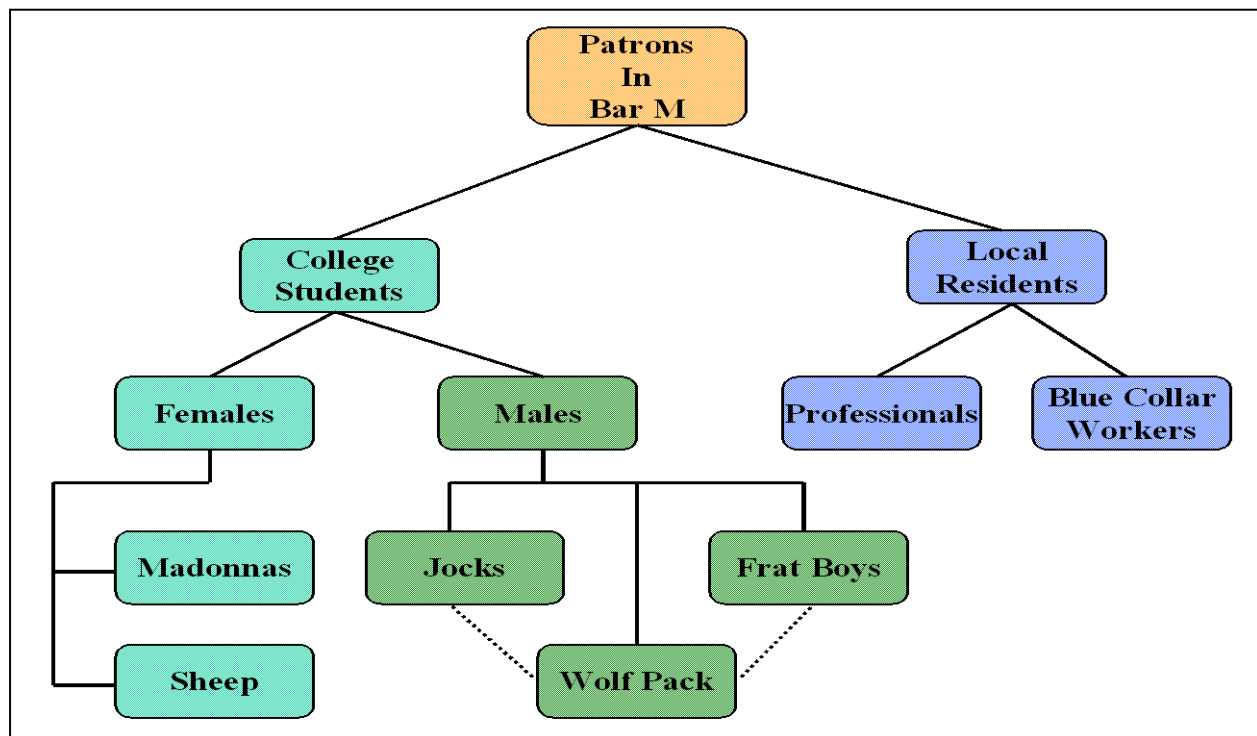 Patrons
In
Bar M
College
Students
Local
Residents
Females
Males
Professionals
Blue Collar
Workers
Madonnas
Jocks
Frat Boys
Sheep
Wolf Pack